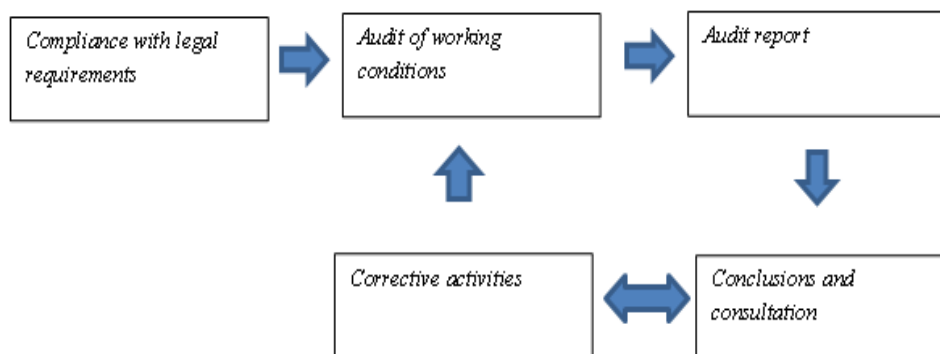 Compliance with legal
requirements
Audit of working
conditions
Audit report
Corrective activities
Conclusions and
consultation